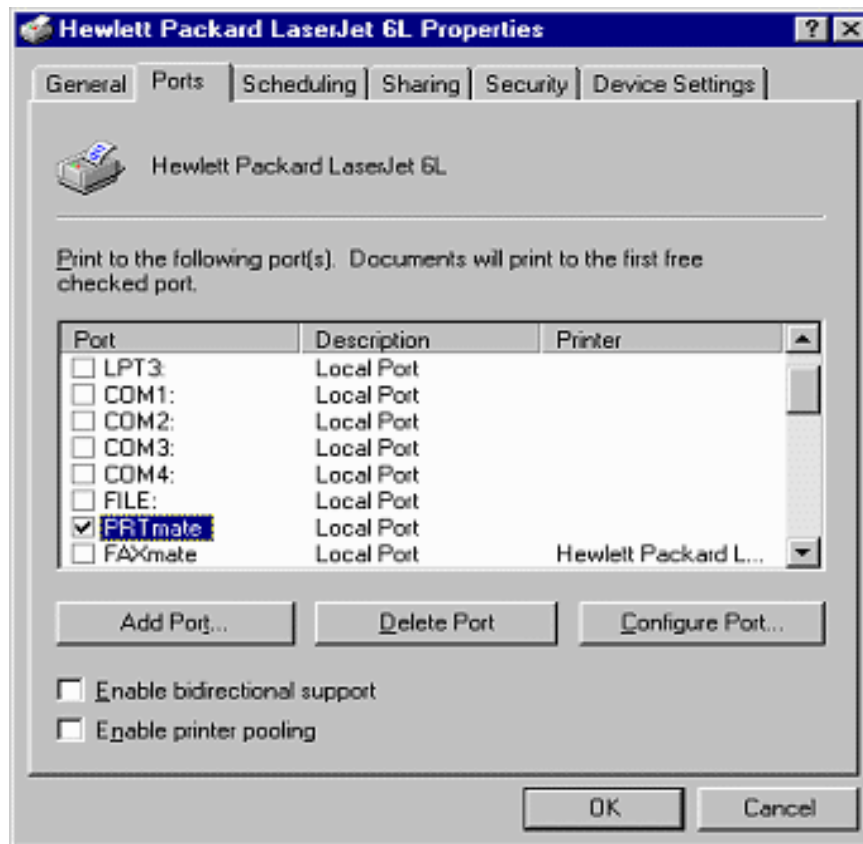 Hewlett Packard LaserJet 6L Properties
General Ports Scheduling Sharing Security Device Settings
Hewlett Packard LaserJet 6L
Print to the following port(s). Documents will print to the first free
checked port.
Port Description Printer
LPT3: Local Port
COM1: Local Port
COM2: Local Port
COM3: Local Port
COM4: Local Port
FILE: Local Port
PRTmate Local Port
FAXmate Local Port Hewlett Packard L...
Add Port... Delete Port Configure Port...
Enable bidirectional support
Enable printer pooling
OK Cancel